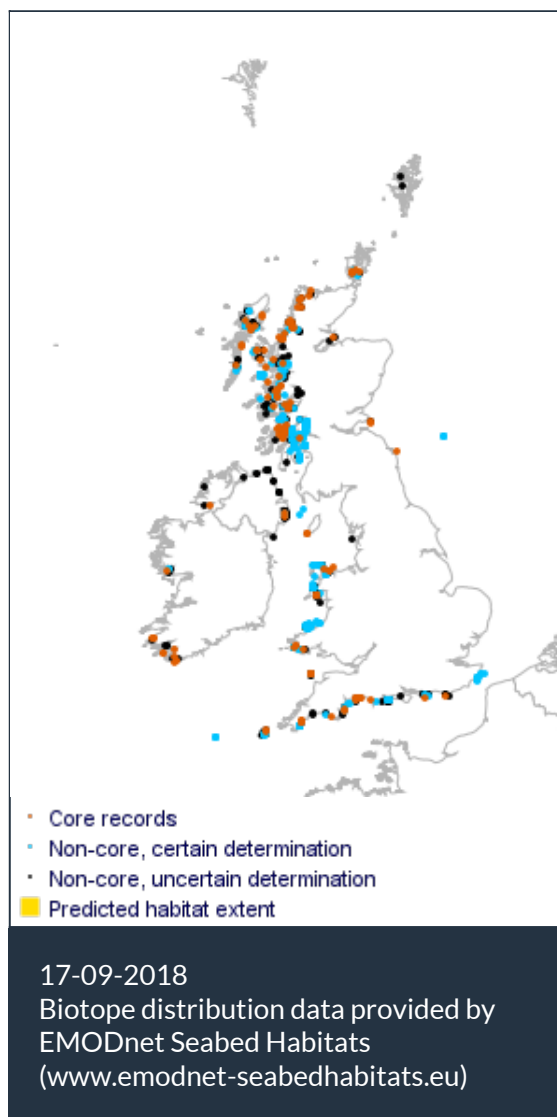 Core records
Non-core, certain determination
Non-core, uncertain determination
Predicted habitat extent
17-09-2018
Biotope distribution data provided by
EMODnet Seabed Habitats
(www.emodnet-seabedhabitats.eu)